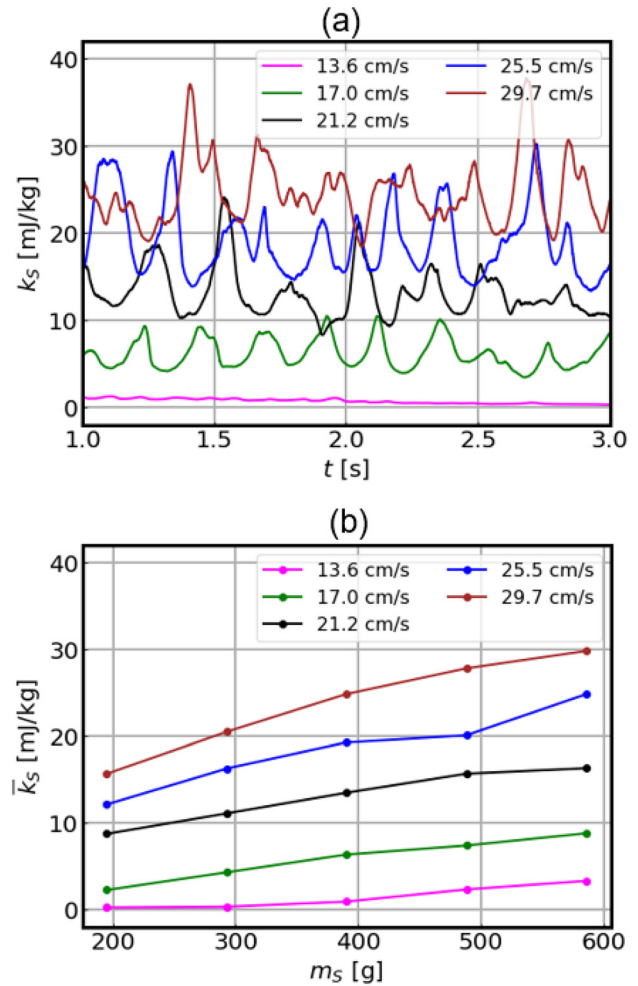 (a)
40
30
20
10
0
k_S [mJ/kg]
13.6 cm/s
17.0 cm/s
21.2 cm/s
25.5 cm/s
29.7 cm/s
1.0 1.5 2.0 2.5 3.0
t [s]
(b)
40
30
20
10
0
k̅_S [mJ/kg]
13.6 cm/s
17.0 cm/s
21.2 cm/s
25.5 cm/s
29.7 cm/s
200 300 400 500 600
m_S [g]